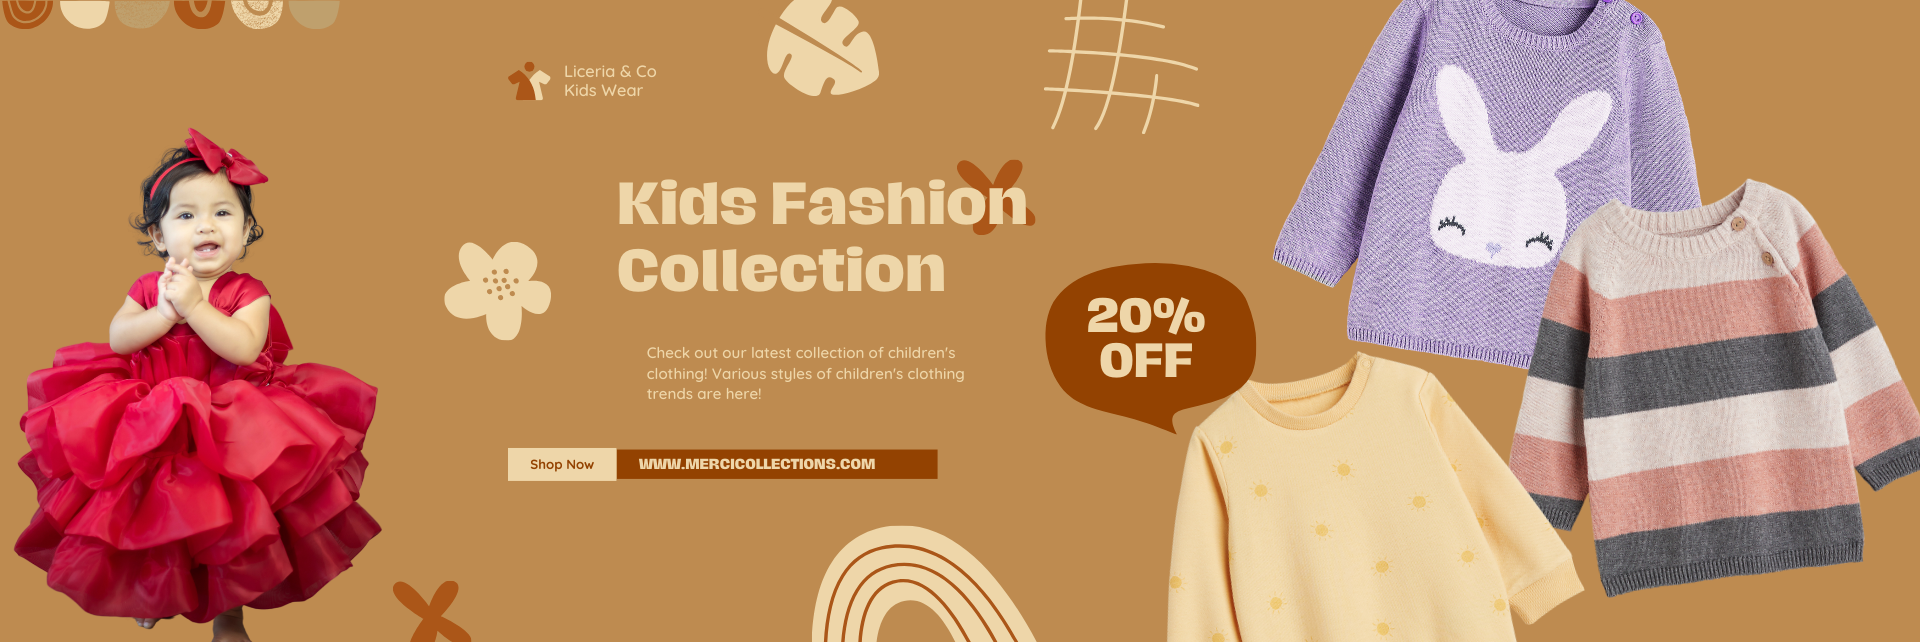 Liceria & Co
Kids Wear
Kids Fashion
Collection
Check out our latest collection of children's
clothing! Various styles of children's clothing
trends are here!
Shop Now
WWW.MERCICOLLECTIONS.COM
20%
OFF